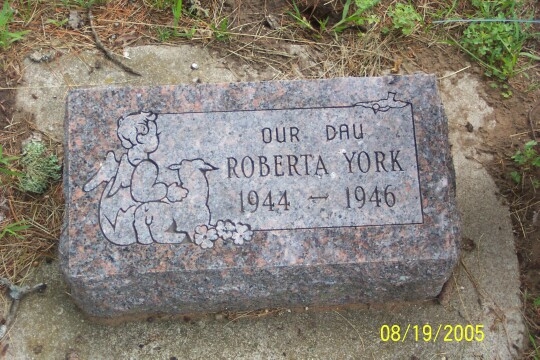 OUR DAU
ROBERTA YORK
1944 - 1946
08/19/2005